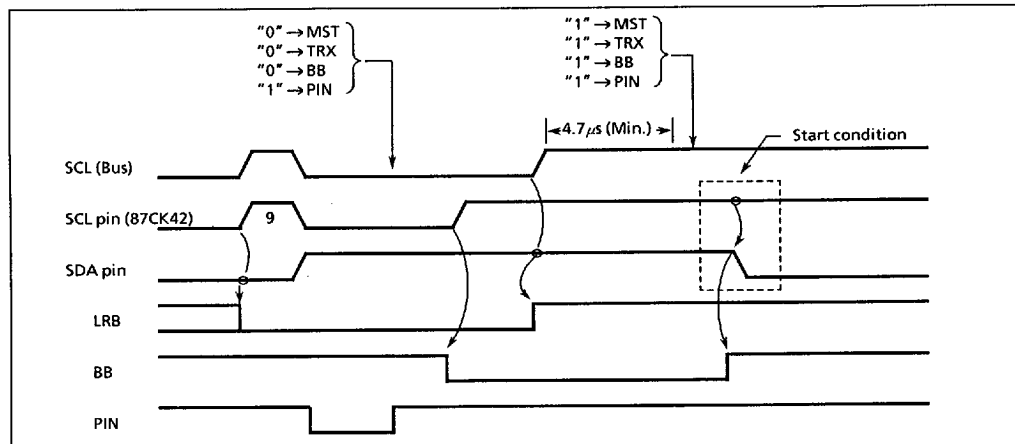 "0" → MST
"0" → TRX
"0" → BB
"1" → PIN
"1" → MST
"1" → TRX
"1" → BB
"1" → PIN
4.7μs (Min.)
Start condition
SCL (Bus)
SCL pin (87CK42)
9
SDA pin
LRB
BB
PIN